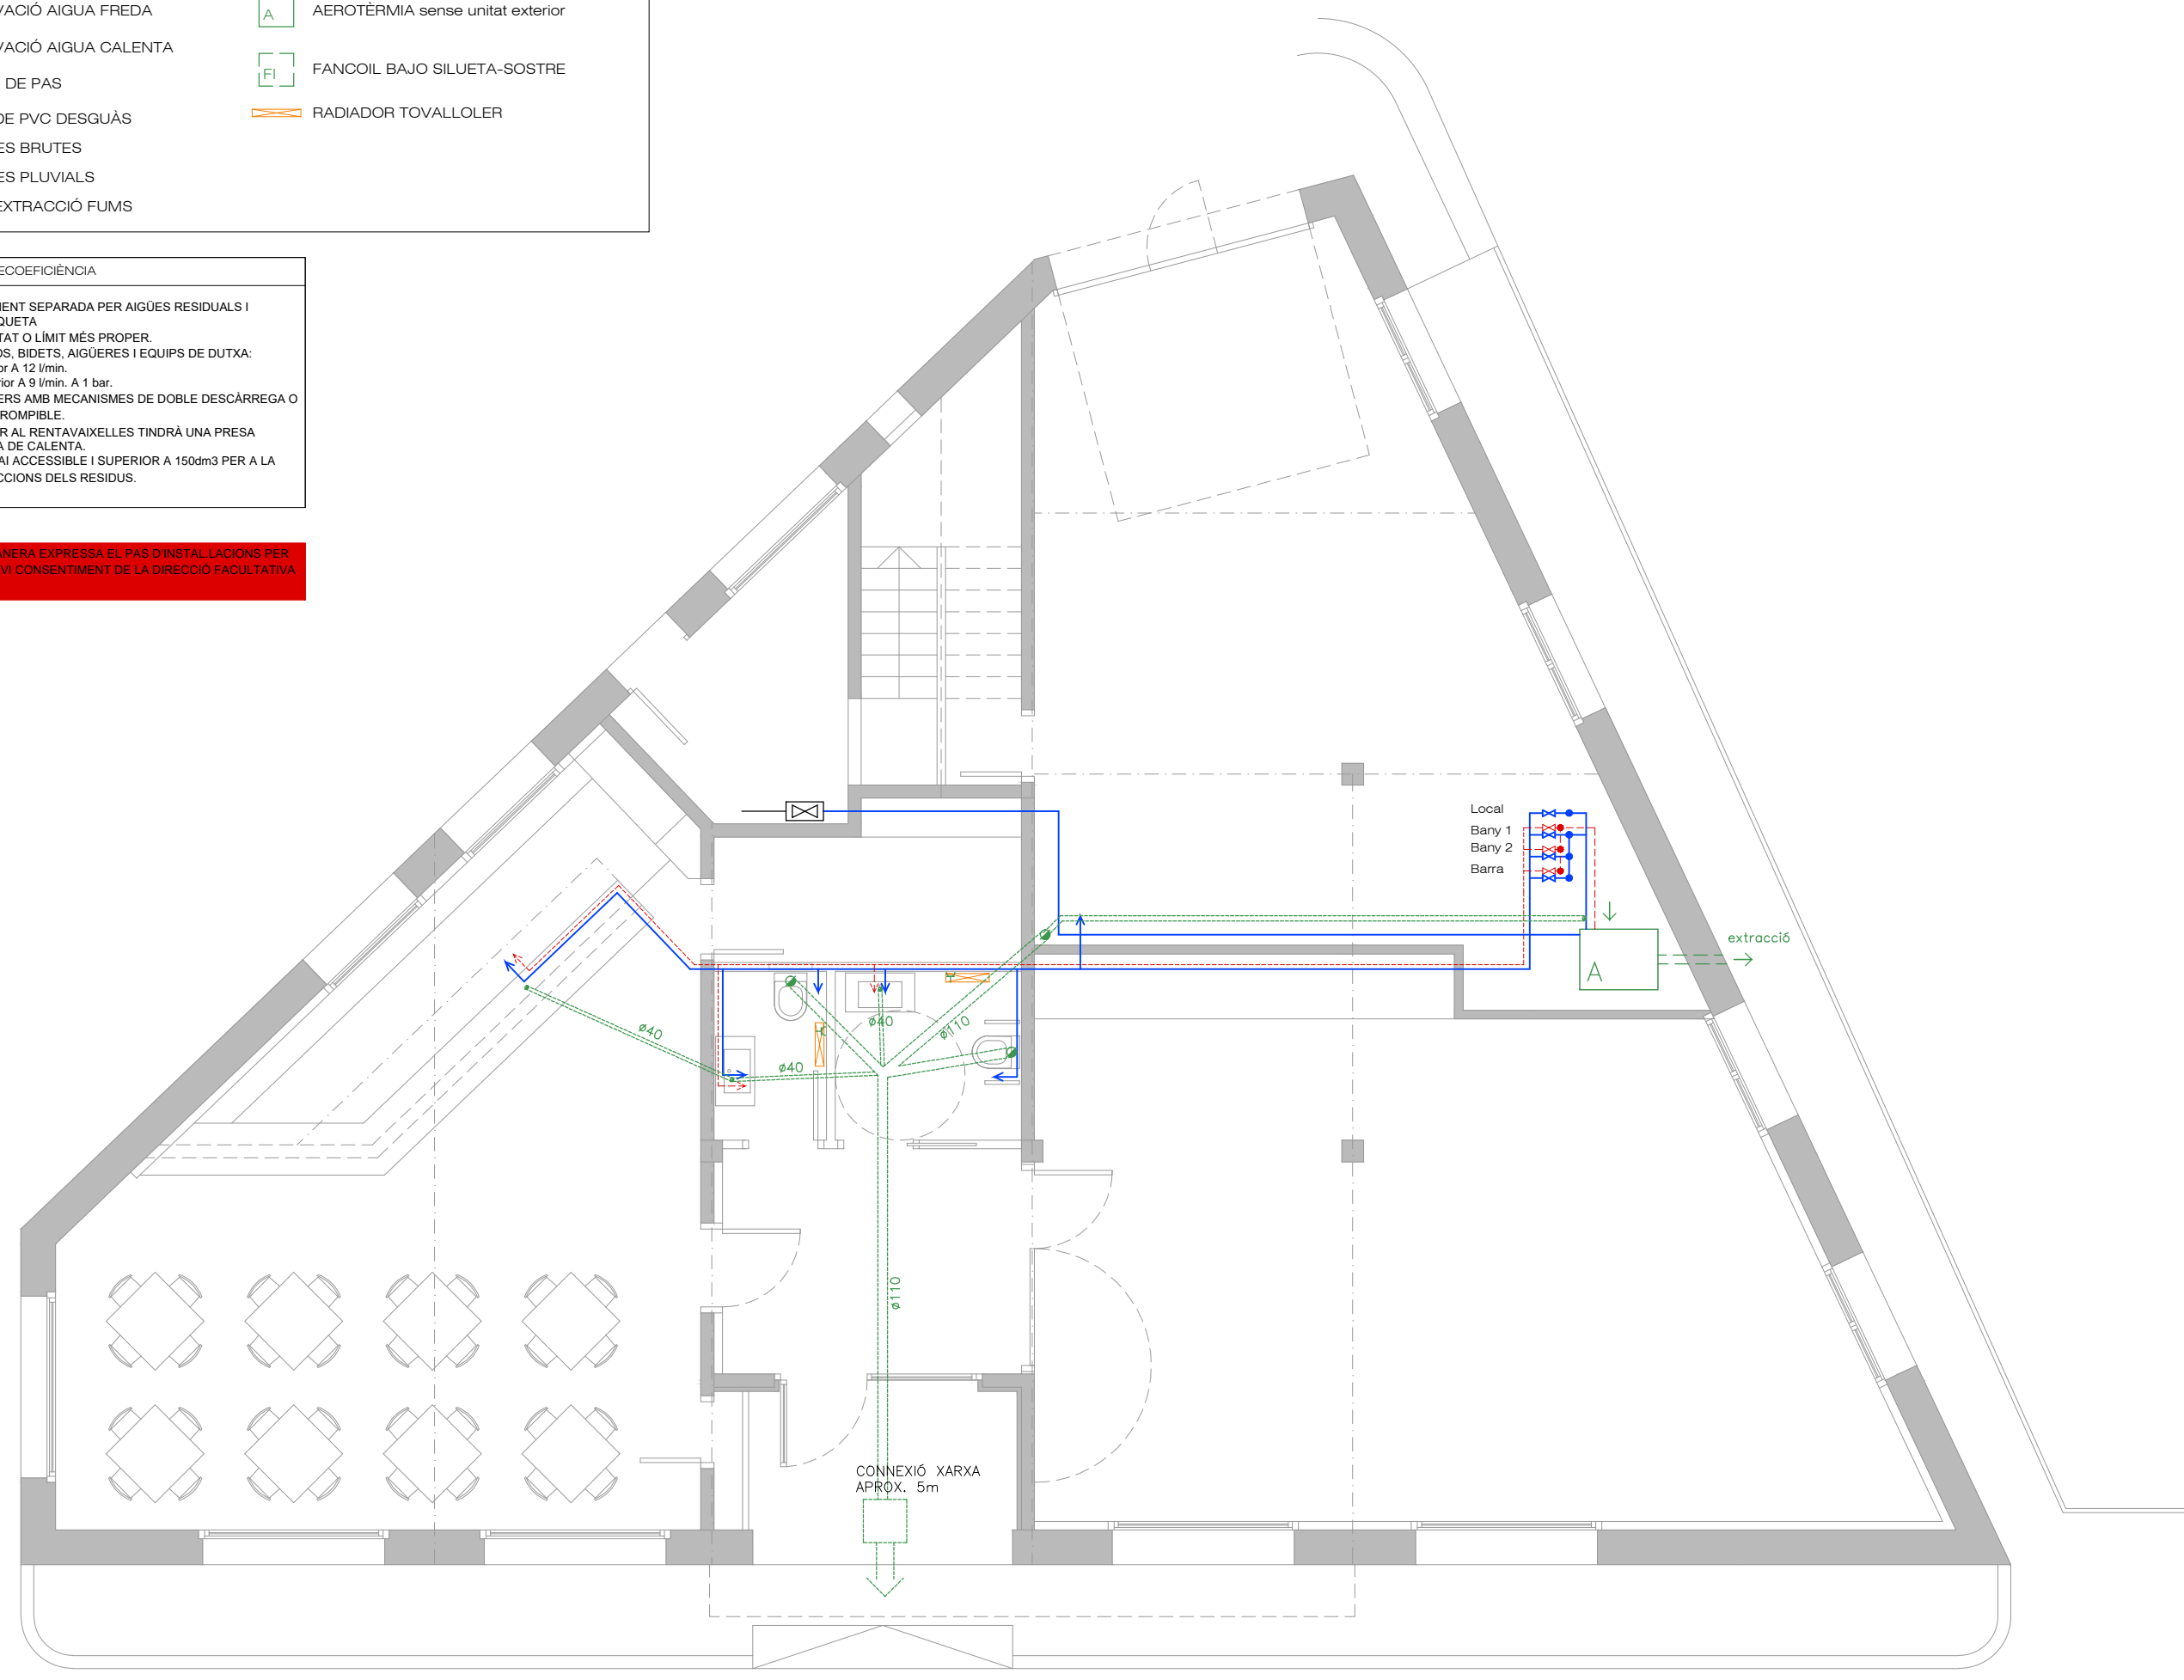 VACIÓ AIGUA FREDA
VACIÓ AIGUA CALENTA
DE PAS
DE PVC DESGUÀS
ES BRUTES
ES PLUVIALS
EXTRACCIÓ FUMS
A
AEROTÈRMIA sense unitat exterior
FI
FANCOIL BAJO SILUETA-SOSTRE
RADIADOR TOVALLOLER
ECOEFICIÈNCIA
MENT SEPARADA PER AIGÜES RESIDUALS I
QUETA
TAT O LÍMIT MÉS PROPER.
OS, BIDETS, AIGÜERES I EQUIPS DE DUTXA:
or A 12 l/min.
rior A 9 l/min. A 1 bar.
ERS AMB MECANISMES DE DOBLE DESCÀRREGA O
ROMPIBLE.
R AL RENTAVAIXELLES TINDRÀ UNA PRESA
A DE CALENTA.
AI ACCESSIBLE I SUPERIOR A 150dm3 PER A LA
CCIONS DELS RESIDUS.
ANERA EXPRESSA EL PAS D'INSTAL.LACIONS PER
VI CONSENTIMENT DE LA DIRECCIÓ FACULTATIVA
Local
Bany 1
Bany 2
Barra
extracció
A
ø40
ø40
ø40
ø110
ø110
CONNEXIÓ XARXA
APROX. 5m